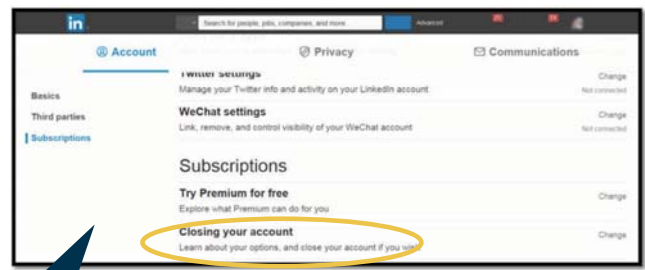 in.
Search for people, jobs, companies, and more
Advanced
Account
Privacy
Communications
Twitter settings
Change
Manage your Twitter info and activity on your LinkedIn account
Not connected
Basics
Third parties
Subscriptions
WeChat settings
Change
Link, remove, and control visibility of your WeChat account
Not connected
Subscriptions
Try Premium for free
Change
Explore what Premium can do for you
Closing your account
Change
Learn about your options, and close your account if you wish